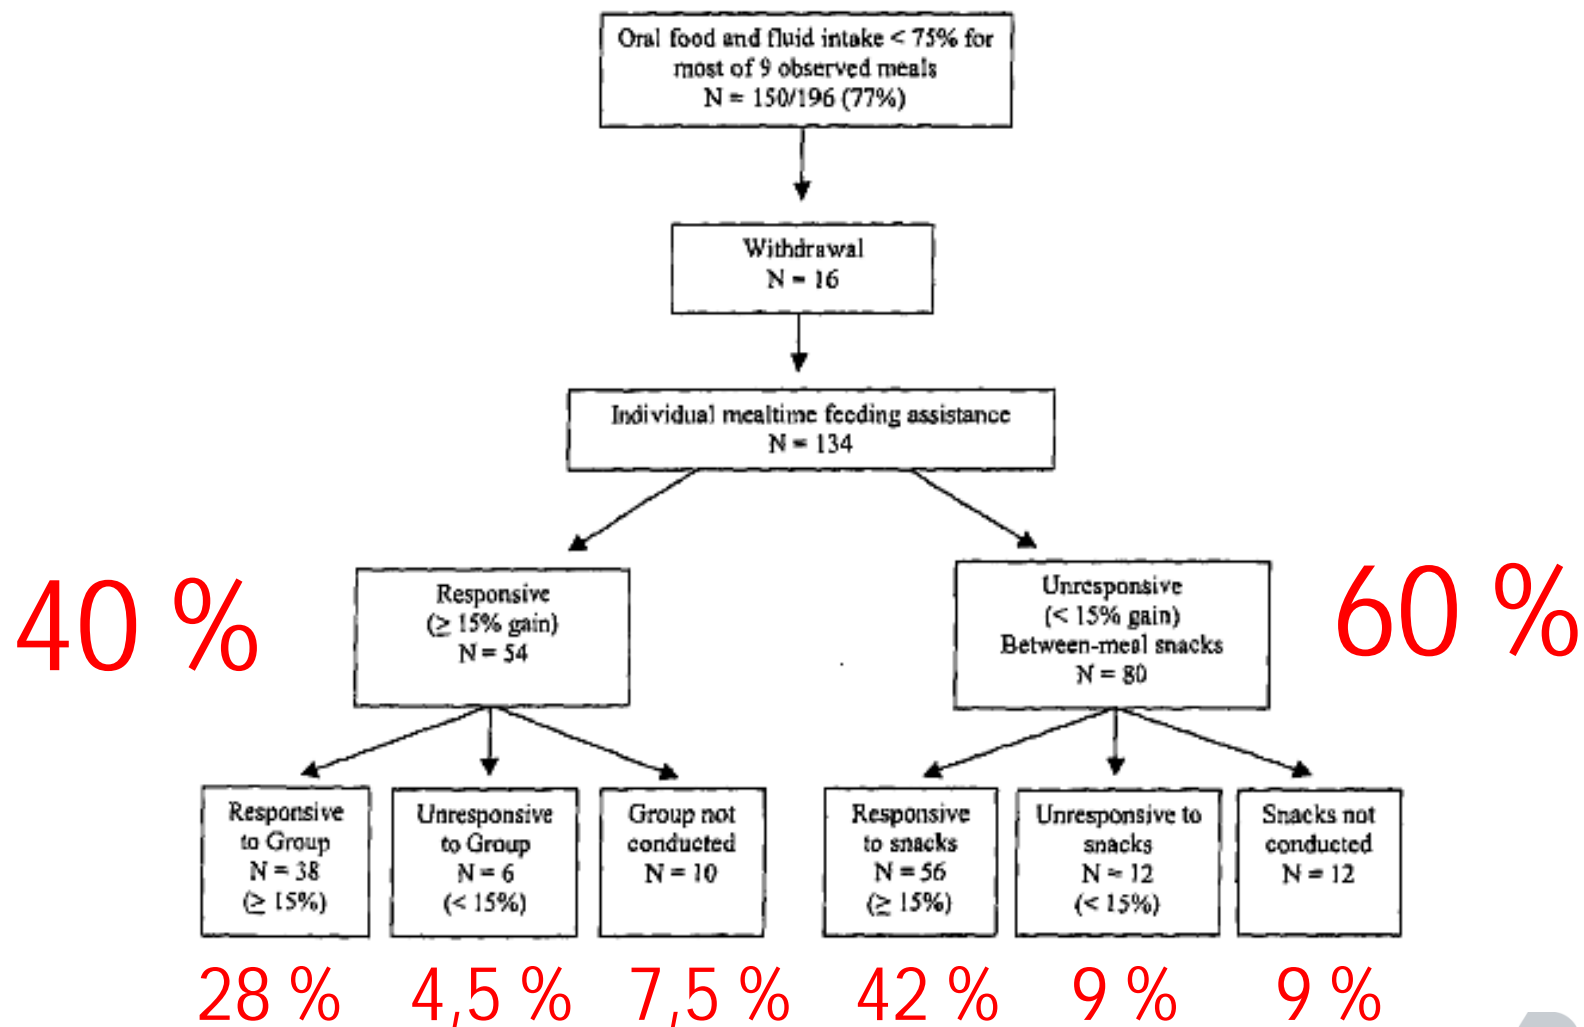 Oral food and fluid intake < 75% for
most of 9 observed meals
N = 150/196 (77%)
Withdrawal
N = 16
Individual mealtime feeding assistance
N = 134
40 %
Responsive
(≥ 15% gain)
N = 54
Unresponsive
(< 15% gain)
Between-meal snacks
N = 80
60 %
Responsive
to Group
N = 38
(≥ 15%)
Unresponsive
to Group
N = 6
(< 15%)
Group not
conducted
N = 10
Responsive
to snacks
N = 56
(≥ 15%)
Unresponsive to
snacks
N = 12
(< 15%)
Snacks not
conducted
N = 12
28 %
4,5 %
7,5 %
42 %
9 %
9 %